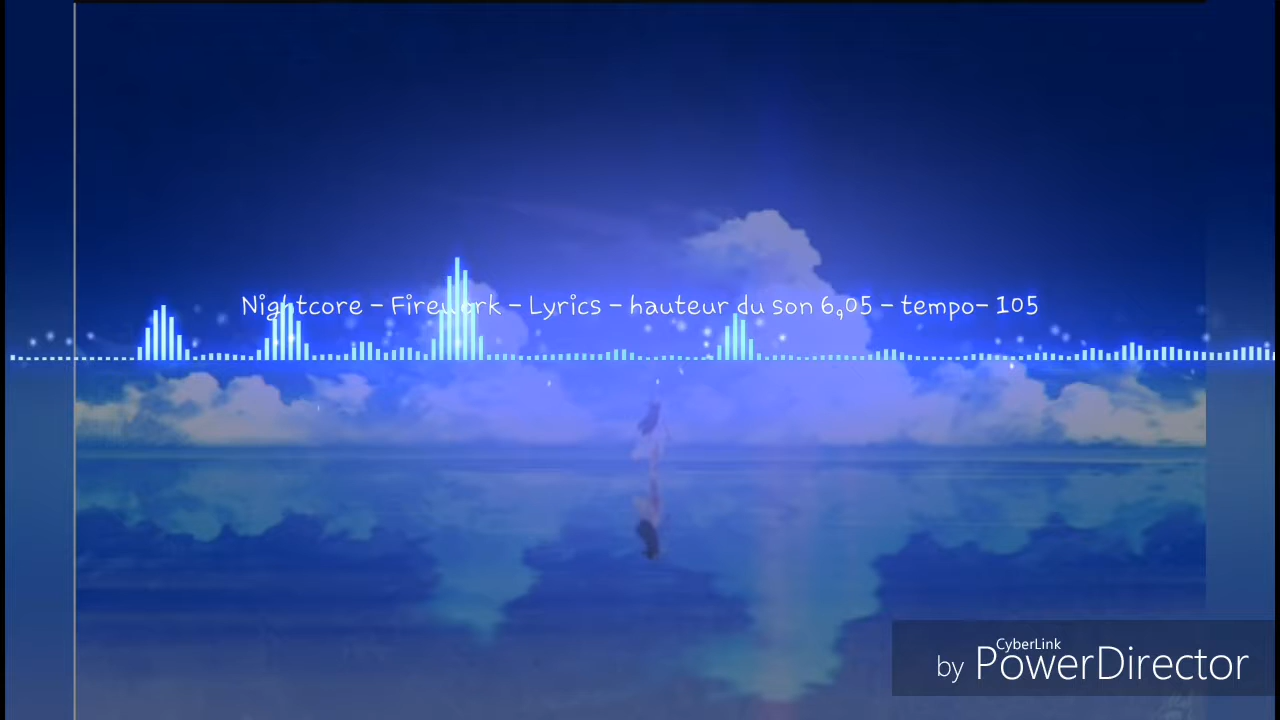 Nightcore - Firework - Lyrics - hauteur du son 6,05 - tempo- 105
CyberLink
by PowerDirector